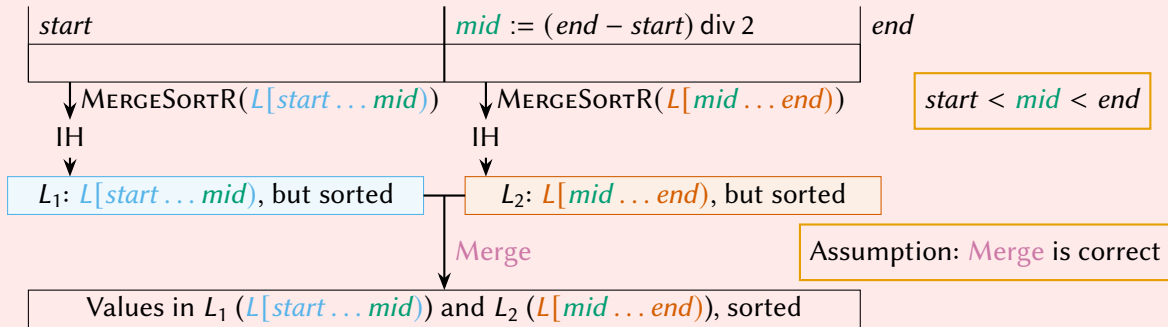 start mid := (end − start) div 2 end
MERGESORTR(L[start … mid)) MERGESORTR(L[mid … end))
start < mid < end
IH IH
L₁: L[start … mid), but sorted L₂: L[mid … end), but sorted
Merge
Assumption: Merge is correct
Values in L₁ (L[start … mid)) and L₂ (L[mid … end)), sorted